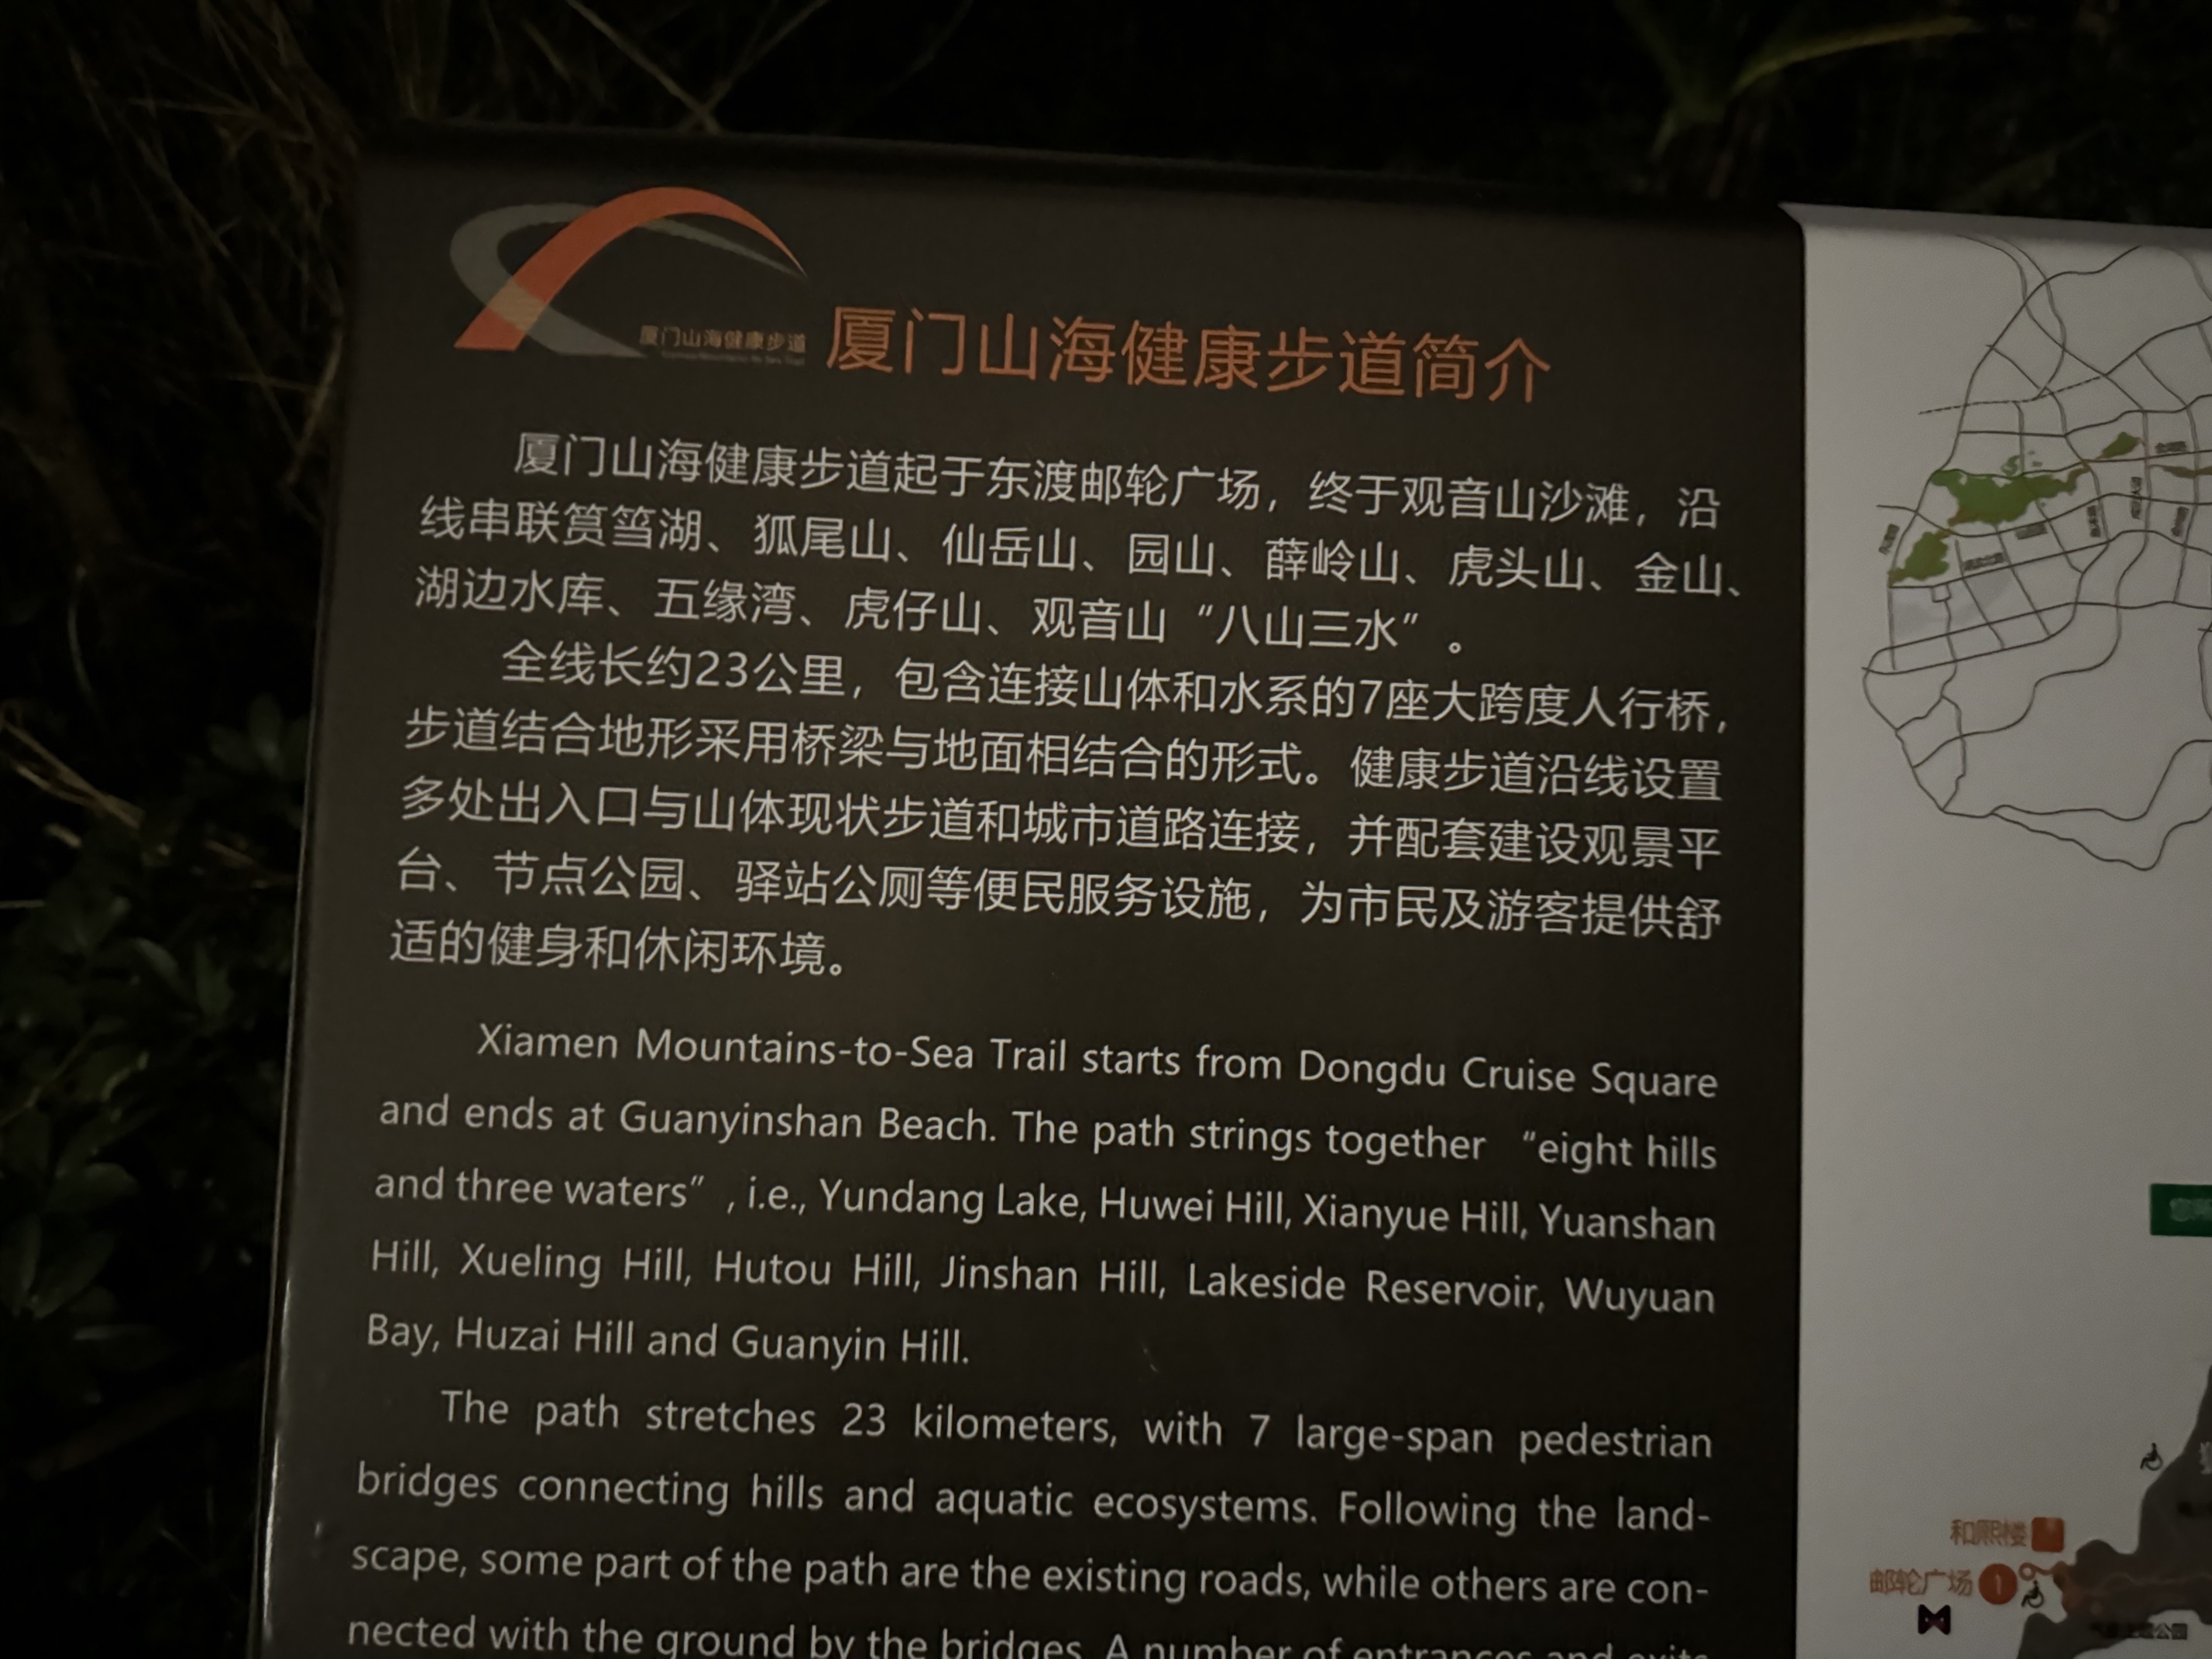 厦门山海健康步道
厦门山海健康步道简介
厦门山海健康步道起于东渡邮轮广场，终于观音山沙滩，沿
线串联筼筜湖、狐尾山、仙岳山、园山、薛岭山、虎头山、金山、
湖边水库、五缘湾、虎仔山、观音山“八山三水”。
全线长约23公里，包含连接山体和水系的7座大跨度人行桥，
步道结合地形采用桥梁与地面相结合的形式。健康步道沿线设置
多处出入口与山体现状步道和城市道路连接，并配套建设观景平
台、节点公园、驿站公厕等便民服务设施，为市民及游客提供舒
适的健身和休闲环境。
Xiamen Mountains-to-Sea Trail starts from Dongdu Cruise Square
and ends at Guanyinshan Beach. The path strings together “eight hills
and three waters” , i.e., Yundang Lake, Huwei Hill, Xianyue Hill, Yuanshan
Hill, Xueling Hill, Hutou Hill, Jinshan Hill, Lakeside Reservoir, Wuyuan
Bay, Huzai Hill and Guanyin Hill.
The path stretches 23 kilometers, with 7 large-span pedestrian
bridges connecting hills and aquatic ecosystems. Following the land-
scape, some part of the path are the existing roads, while others are con-
nected with the ground by the bridges. A number of entrances and exits
和熙楼
邮轮广场 1